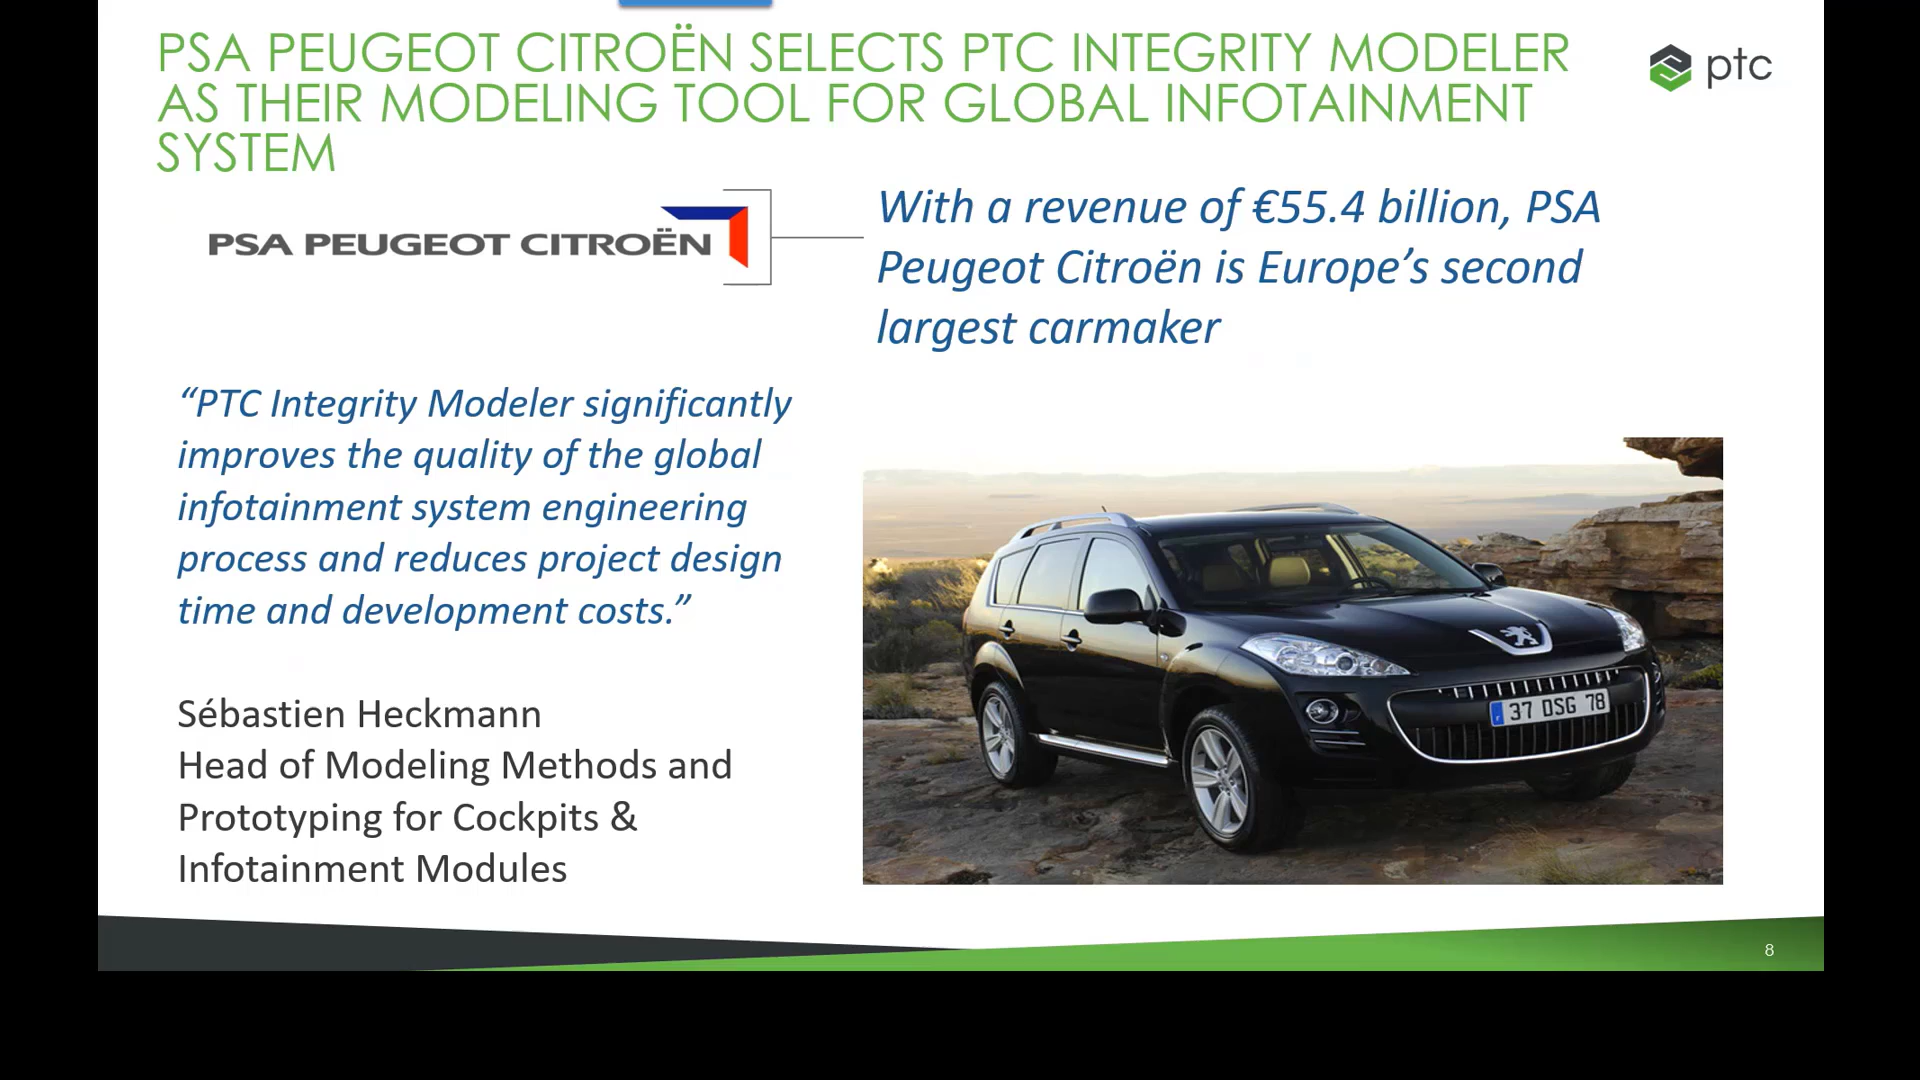 PSA PEUGEOT CITROËN SELECTS PTC INTEGRITY MODELER
AS THEIR MODELING TOOL FOR GLOBAL INFOTAINMENT
SYSTEM
ptc
PSA PEUGEOT CITROËN
With a revenue of €55.4 billion, PSA
Peugeot Citroën is Europe’s second
largest carmaker
“PTC Integrity Modeler significantly
improves the quality of the global
infotainment system engineering
process and reduces project design
time and development costs.”
Sébastien Heckmann
Head of Modeling Methods and
Prototyping for Cockpits &
Infotainment Modules
F 37 DSG 78
8